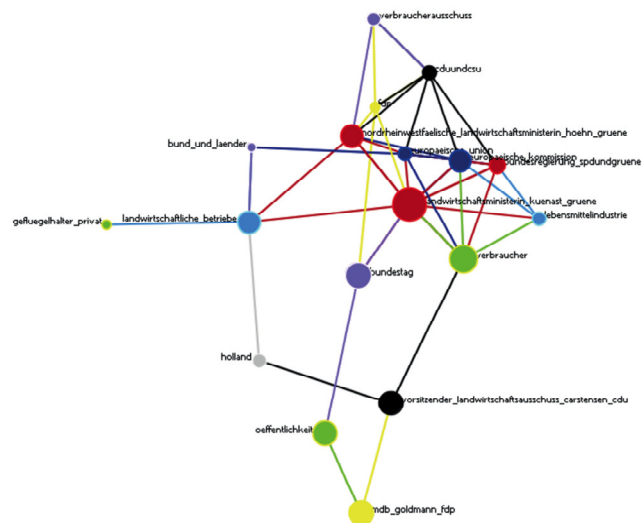 verbraucherausschuss
cduundcsu
fdp
nordrheinwestfaelische_landwirtschaftsministerin_hoehn_gruene
bund_und_laender
europaeische_union
europaeische_kommission
bundesregierung_spdundgruene
landwirtschaftsministerin_kuenast_gruene
gefluegelhalter_privat
landwirtschaftliche_betriebe
lebensmittelindustrie
verbraucher
bundestag
holland
vorsitzender_landwirtschaftsausschuss_carstensen_cdu
oeffentlichkeit
mdb_goldmann_fdp